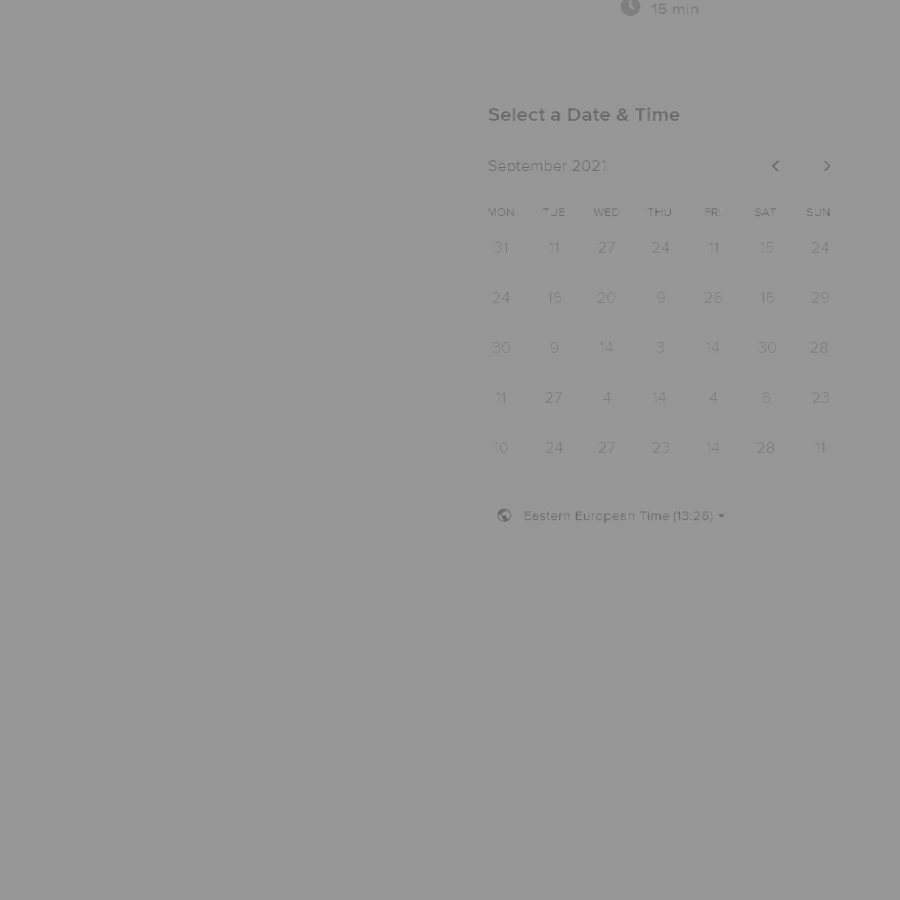 15 min
Select a Date & Time
September 2021
MON TUE WED THU FRI SAT SUN
31 11 27 24 11 15 24
24 16 20 9 26 16 29
30 9 14 3 14 30 28
11 27 4 14 4 6 23
10 24 27 23 14 28 11
Eastern European Time (13:26)